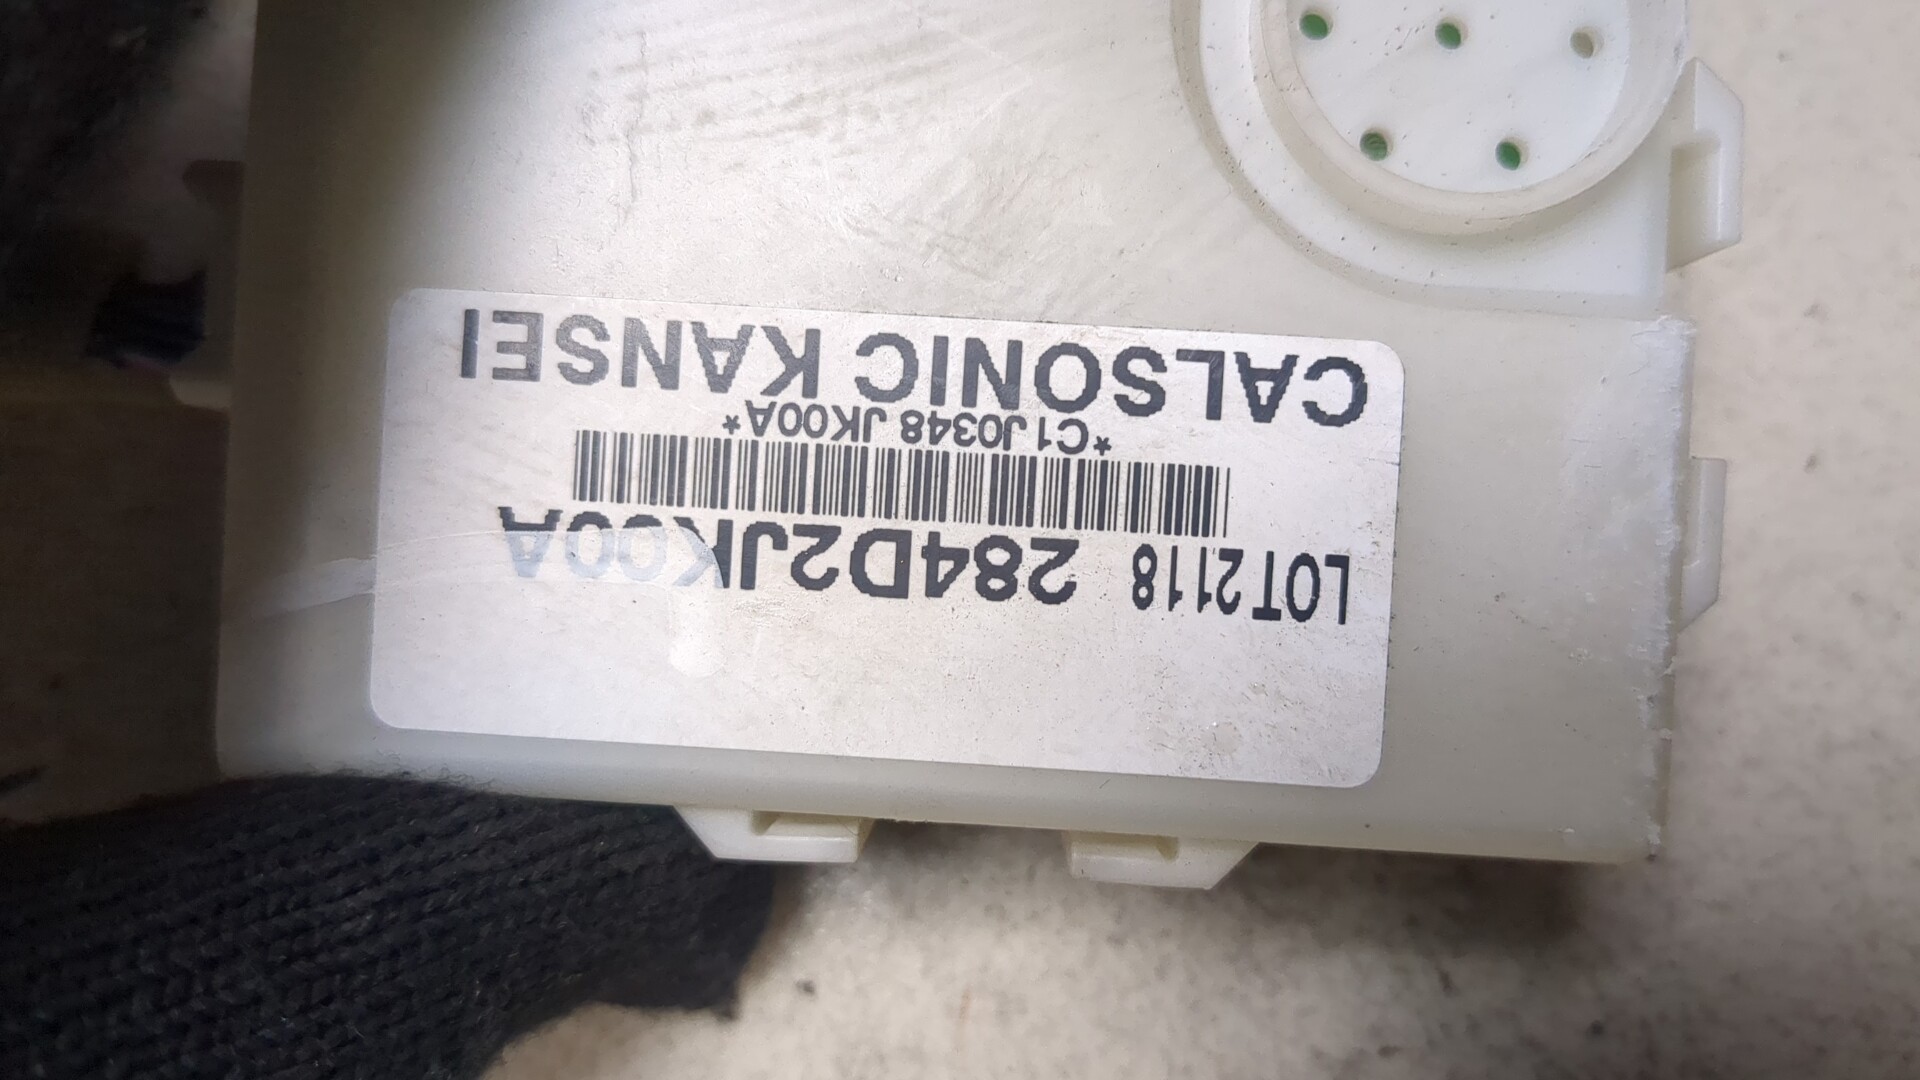 LOT2118 284D2JK00A
*C1J0348 JK00A*
CALSONIC KANSEI